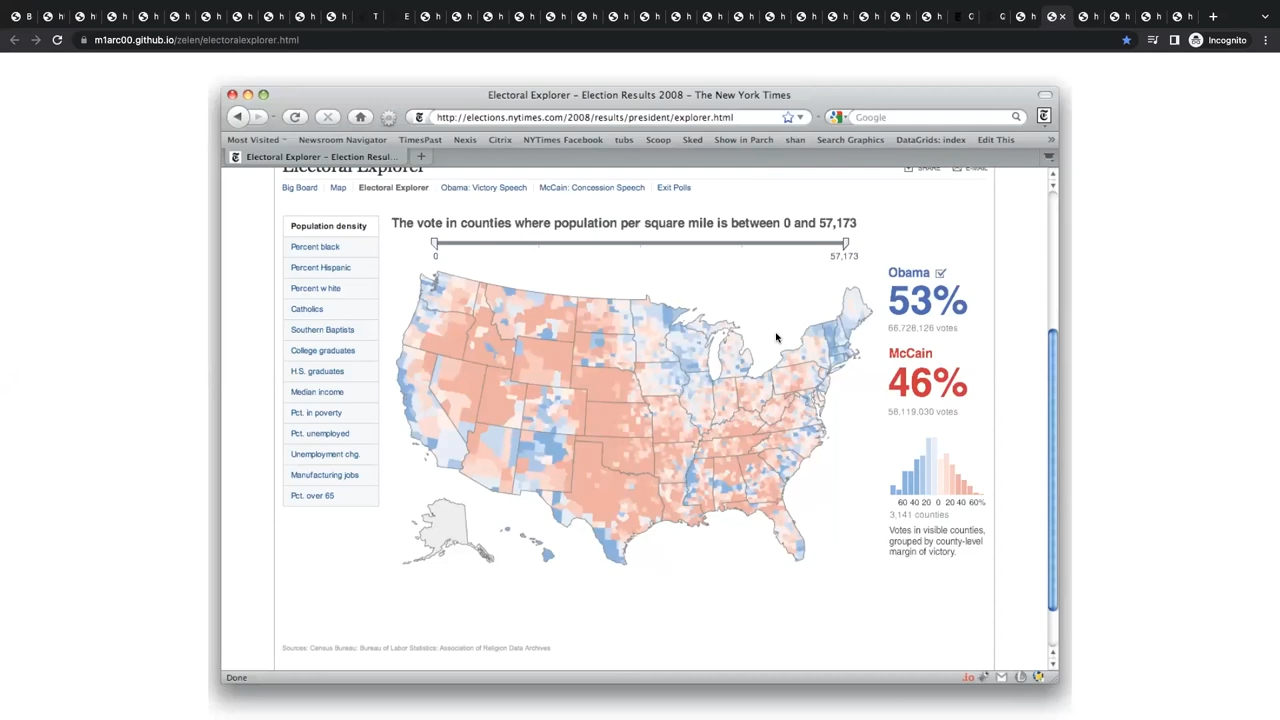 m1arc00.github.io/zelen/electoralexplorer.html
Incognito
Electoral Explorer – Election Results 2008 – The New York Times
http://elections.nytimes.com/2008/results/president/explorer.html
Google
Most Visited Newsroom Navigator TimesPast Nexis Citrix NYTimes Facebook tubs Scoop Sked Show in Parch shan Search Graphics DataGrids: index Edit This
Electoral Explorer – Election Resul...
Electoral Explorer
SHARE E-MAIL
Big Board Map Electoral Explorer Obama: Victory Speech McCain: Concession Speech Exit Polls
Population density
Percent black
Percent Hispanic
Percent white
Catholics
Southern Baptists
College graduates
H.S. graduates
Median income
Pct. in poverty
Pct. unemployed
Unemployment chg.
Manufacturing jobs
Pct. over 65
The vote in counties where population per square mile is between 0 and 57,173
0 57,173
Obama
53%
66,728,126 votes
McCain
46%
58,119,030 votes
60 40 20 0 20 40 60%
3,141 counties
Votes in visible counties,
grouped by county-level
margin of victory.
Sources: Census Bureau; Bureau of Labor Statistics; Association of Religion Data Archives
Done
.io